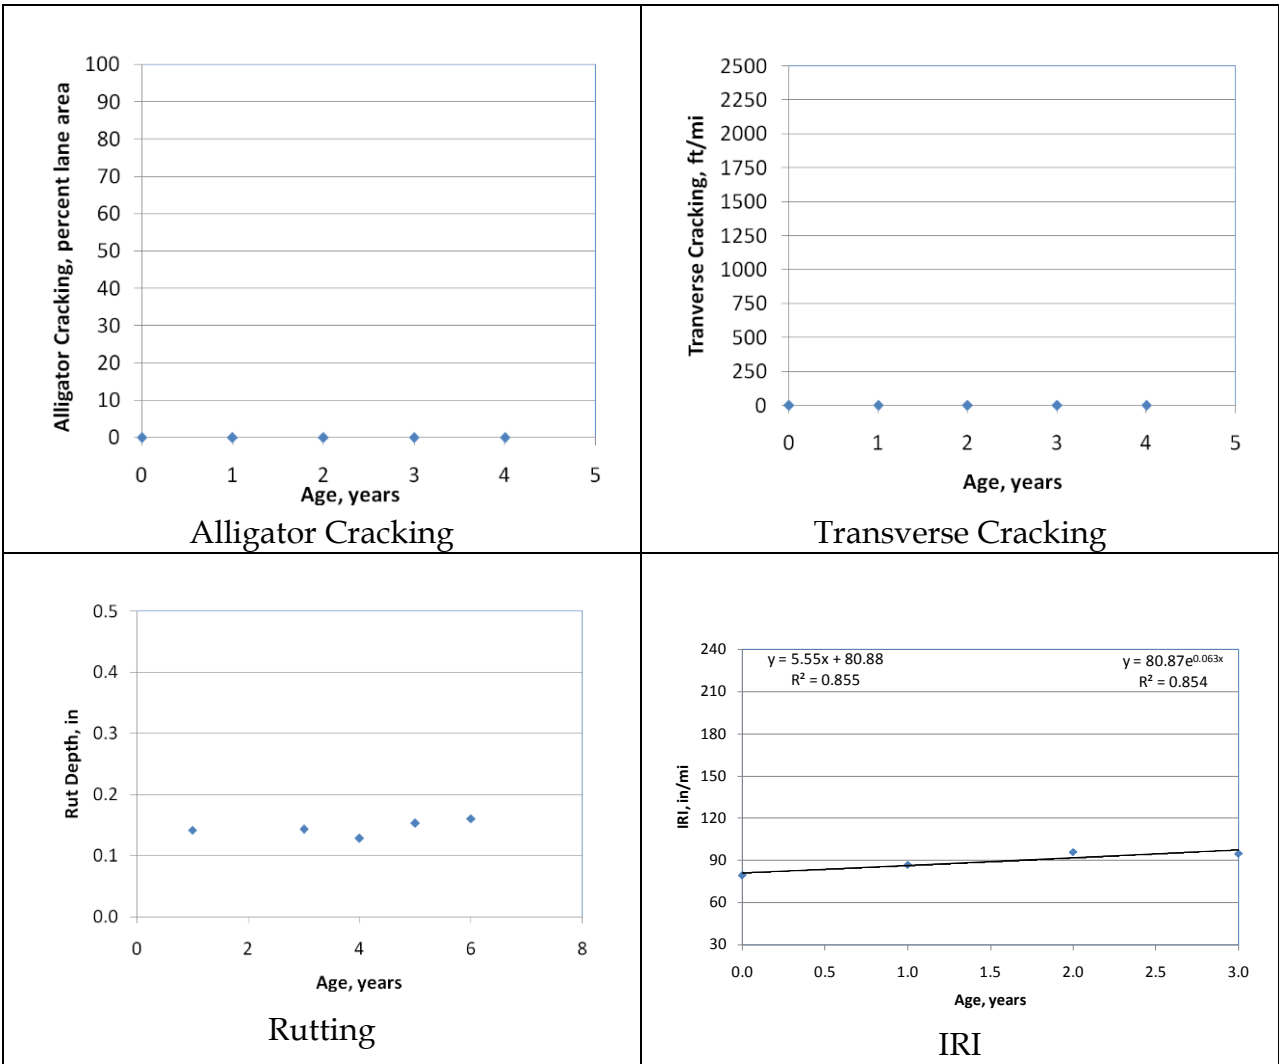 100
90
80
70
60
50
40
30
20
10
0
Alligator Cracking, percent lane area
0 1 2 3 4 5
Age, years
Alligator Cracking
2500
2250
2000
1750
1500
1250
1000
750
500
250
0
Tranverse Cracking, ft/mi
0 1 2 3 4 5
Age, years
Transverse Cracking
0.5
0.4
0.3
0.2
0.1
0.0
Rut Depth, in
0 2 4 6 8
Age, years
Rutting
240
210
180
150
120
90
60
30
IRI, in/mi
y = 5.55x + 80.88
R² = 0.855
y = 80.87e^0.063x
R² = 0.854
0.0 0.5 1.0 1.5 2.0 2.5 3.0
Age, years
IRI